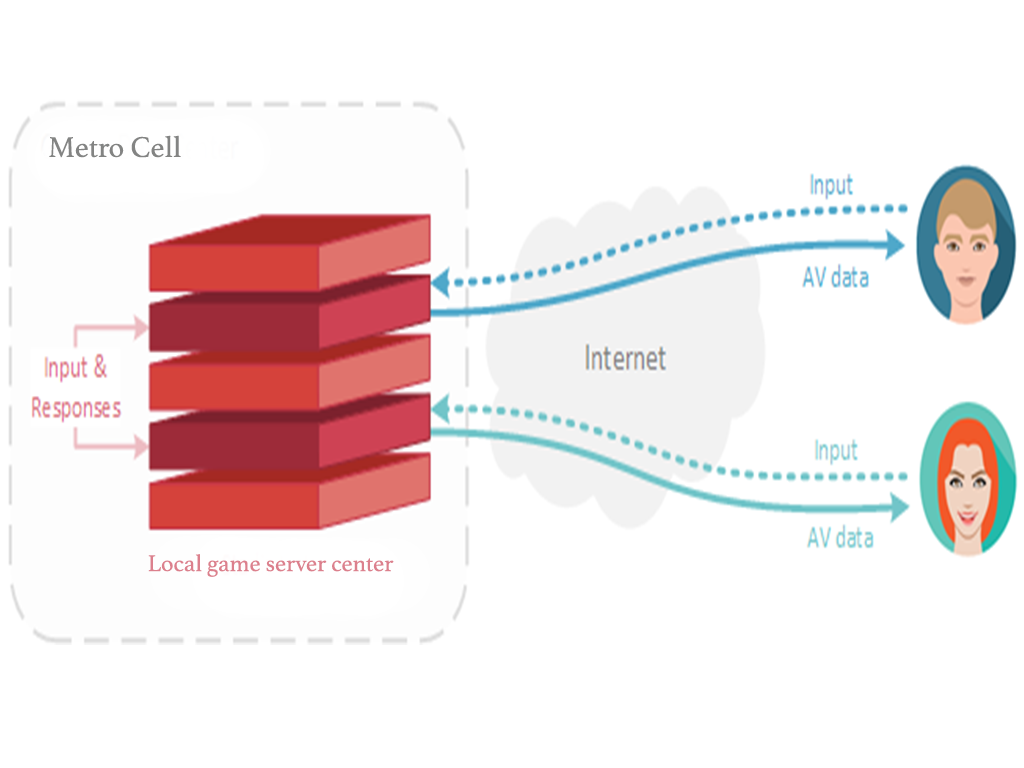 Metro Cell
Input
AV data
Internet
Input &
Responses
Input
AV data
Local game server center